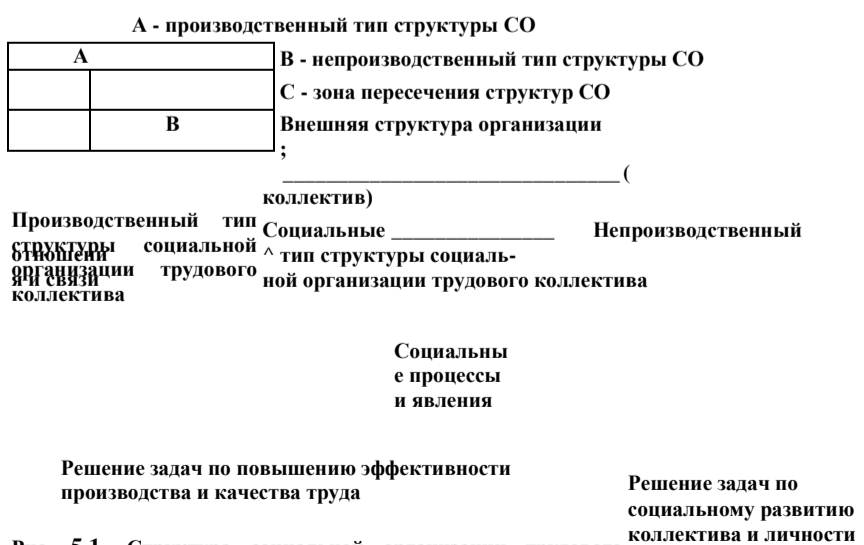 А - производственный тип структуры СО
А
В - непроизводственный тип структуры СО
С - зона пересечения структур СО
В
Внешняя структура организации
;
(
коллектив)
Производственный тип
структуры социальной
организации трудового
коллектива
отношени
я и связи
Социальные Непроизводственный
^ тип структуры социаль-
ной организации трудового коллектива
Социальны
е процессы
и явления
Решение задач по повышению эффективности
производства и качества труда
Решение задач по
социальному развитию
коллектива и личности